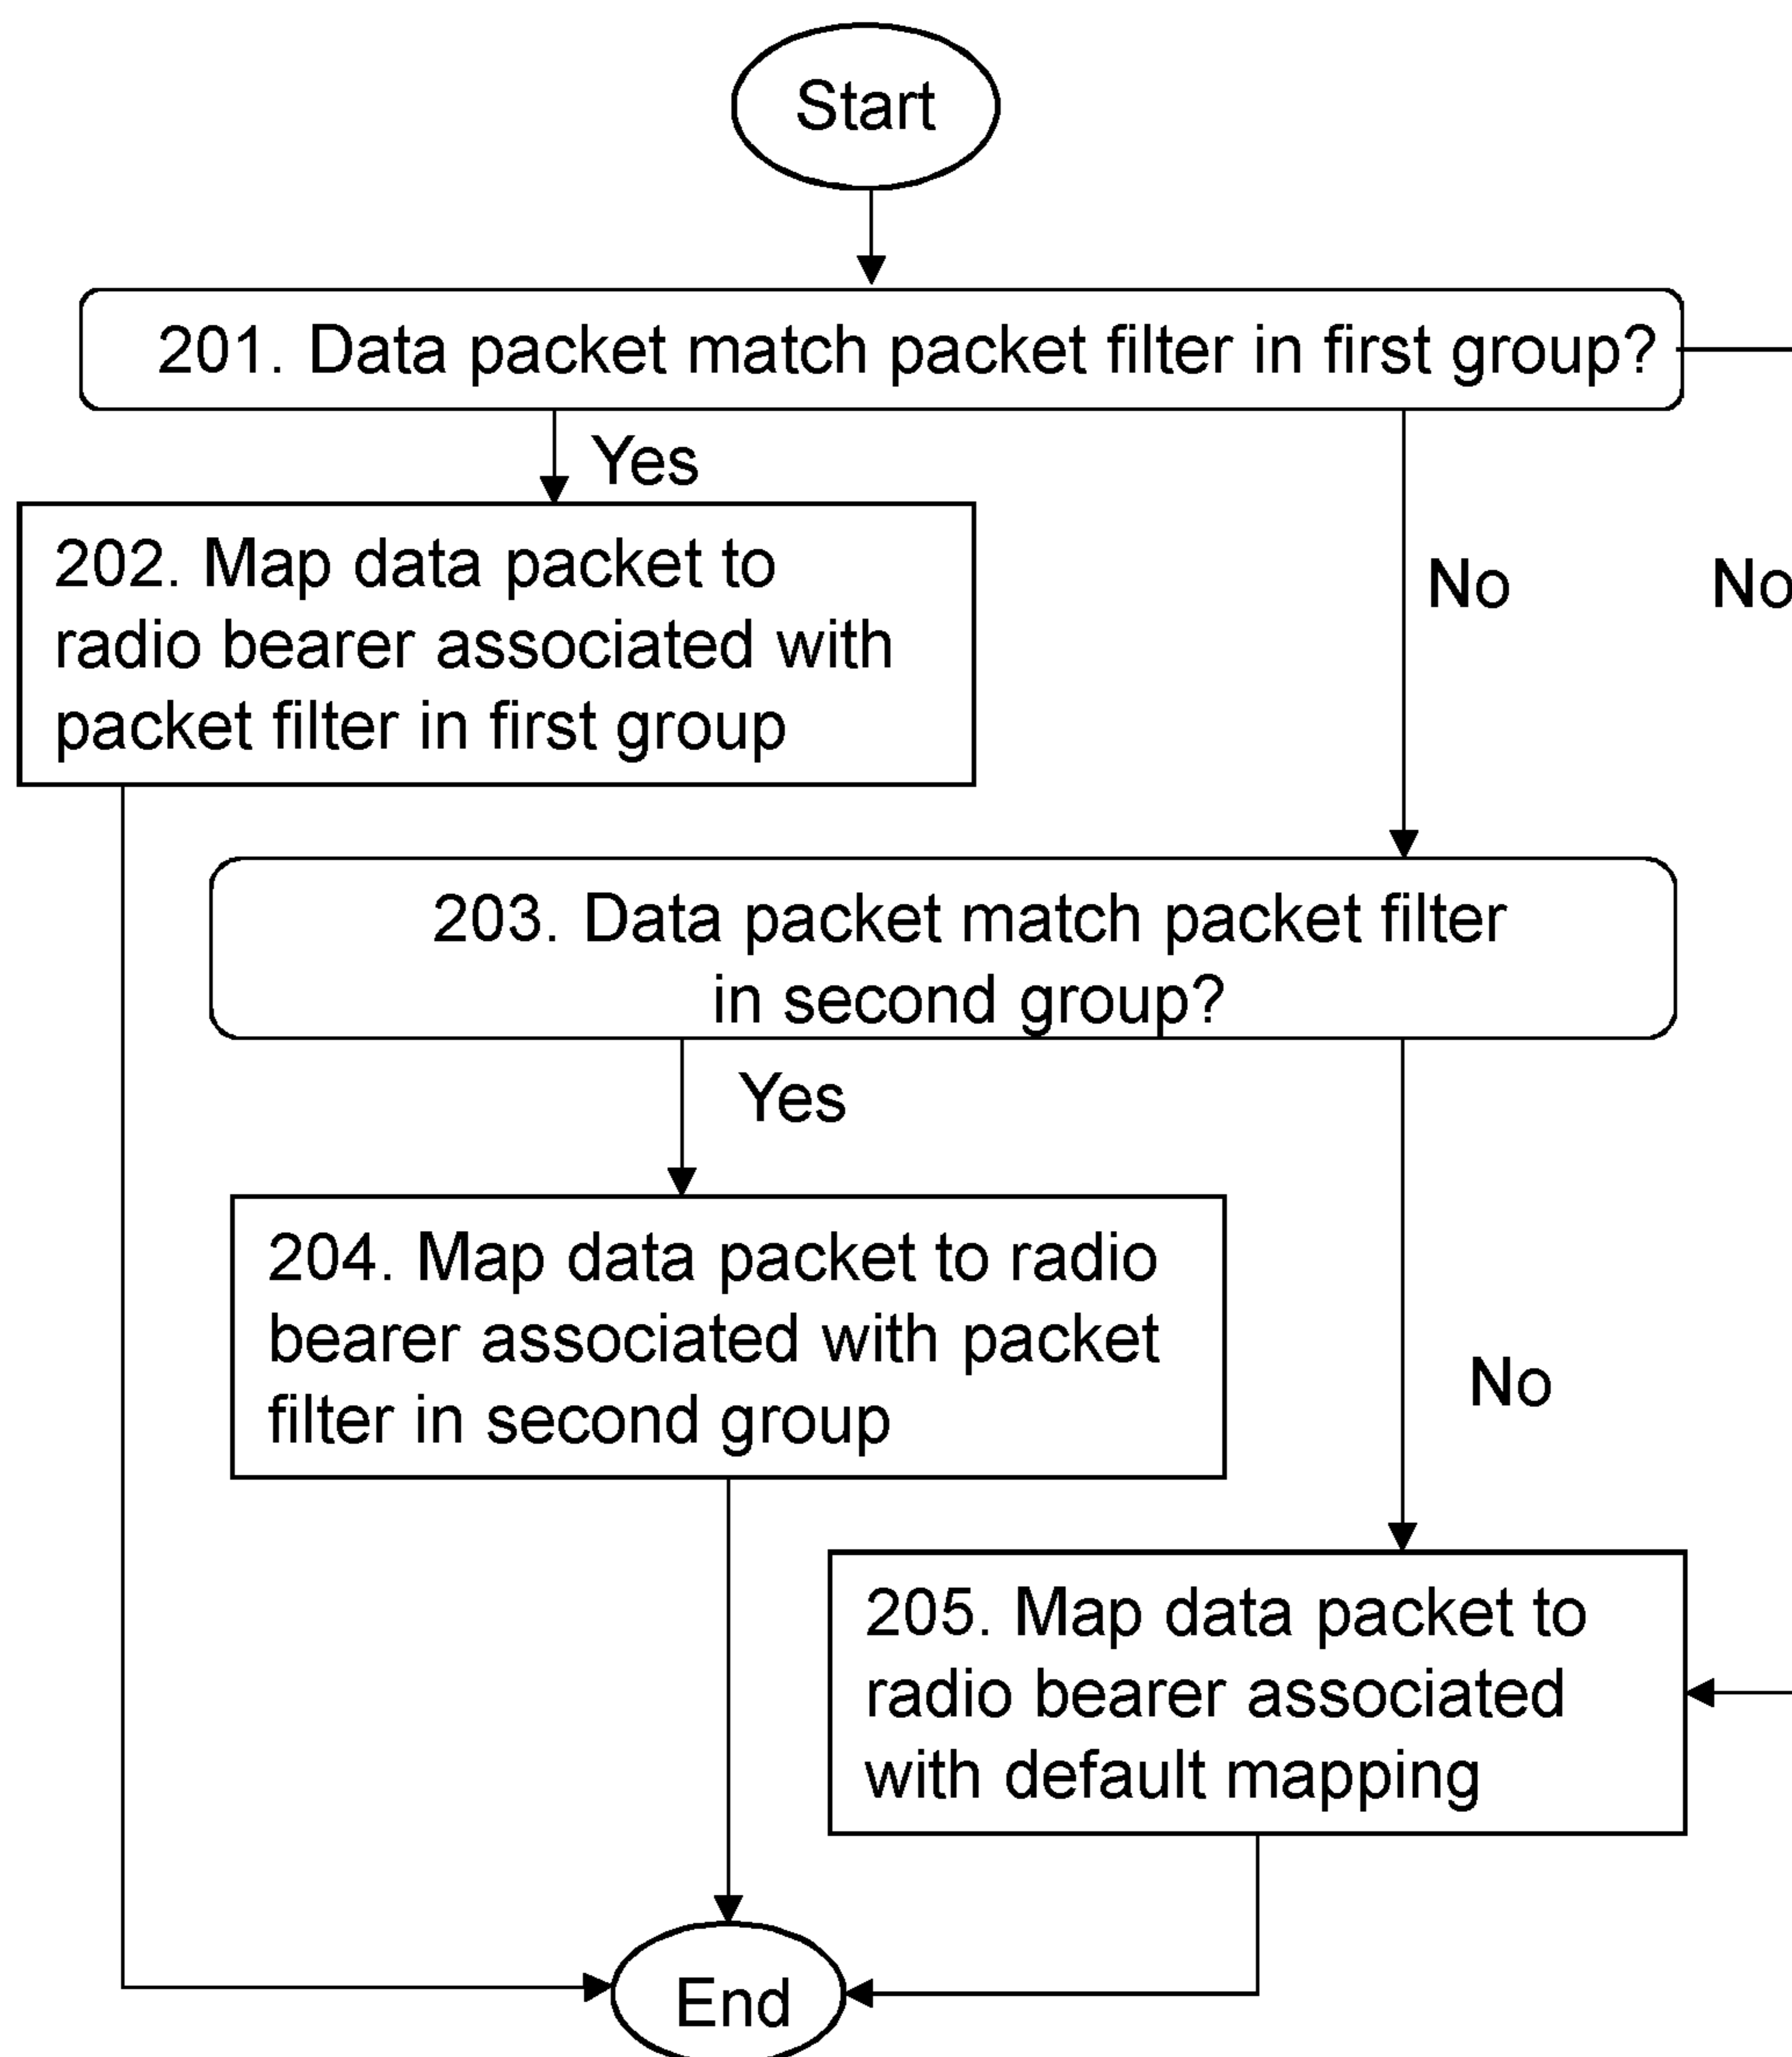 Start
201. Data packet match packet filter in first group?
Yes
202. Map data packet to
radio bearer associated with
packet filter in first group
No
No
203. Data packet match packet filter
in second group?
Yes
204. Map data packet to radio
bearer associated with packet
filter in second group
No
205. Map data packet to
radio bearer associated
with default mapping
End